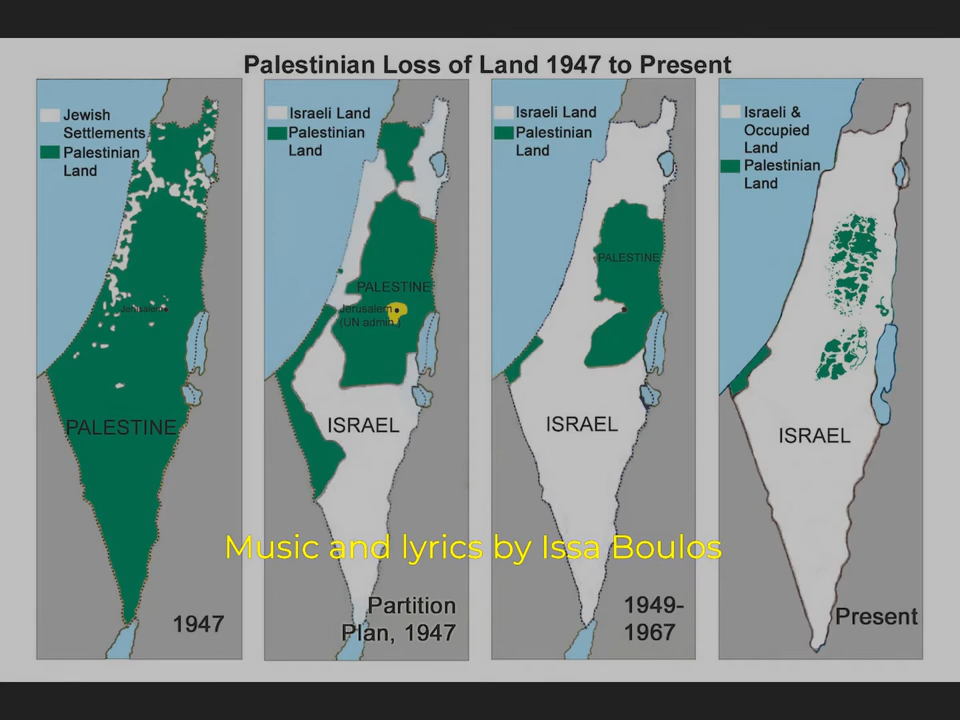 Palestinian Loss of Land 1947 to Present
Jewish
Settlements
Palestinian
Land
Jerusalem
PALESTINE
1947
Israeli Land
Palestinian
Land
PALESTINE
Jerusalem
(UN admin.)
ISRAEL
Partition
Plan, 1947
Israeli Land
Palestinian
Land
PALESTINE
ISRAEL
1949-
1967
Israeli &
Occupied
Land
Palestinian
Land
ISRAEL
Present
Music and lyrics by Issa Boulos